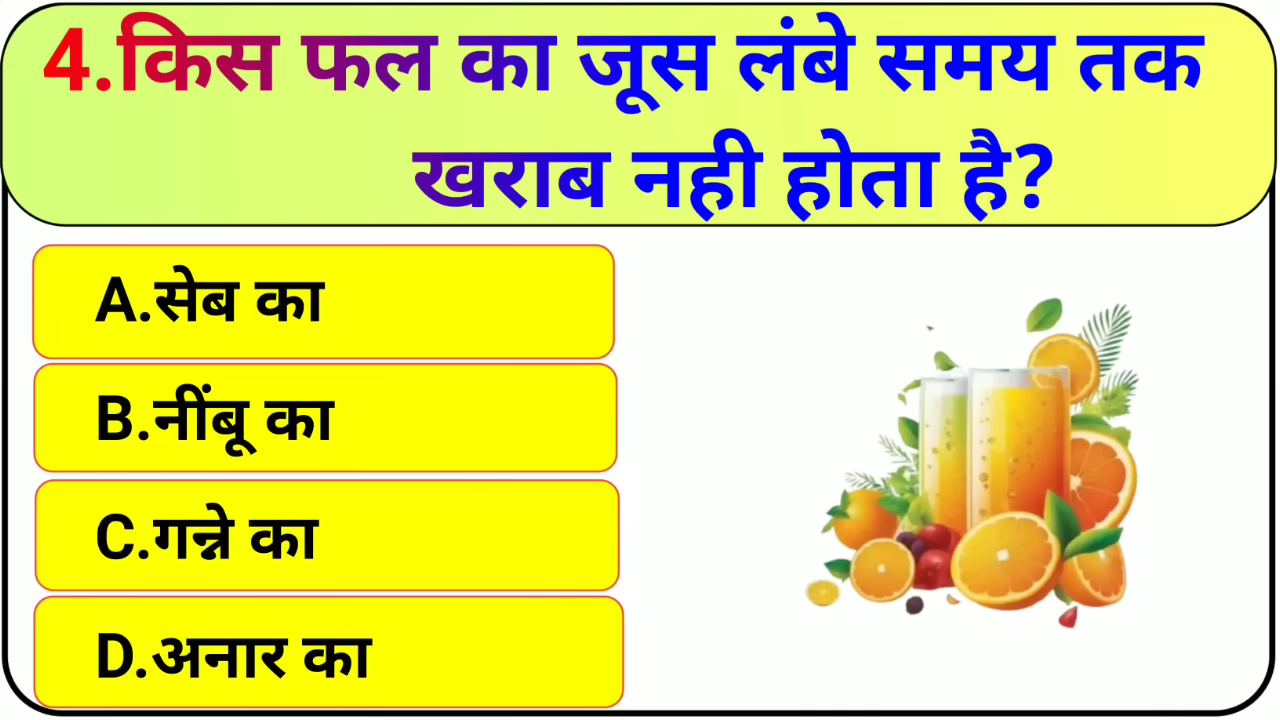 4.किस फल का जूस लंबे समय तक
खराब नही होता है?
A.सेब का
B.नींबू का
C.गन्ने का
D.अनार का